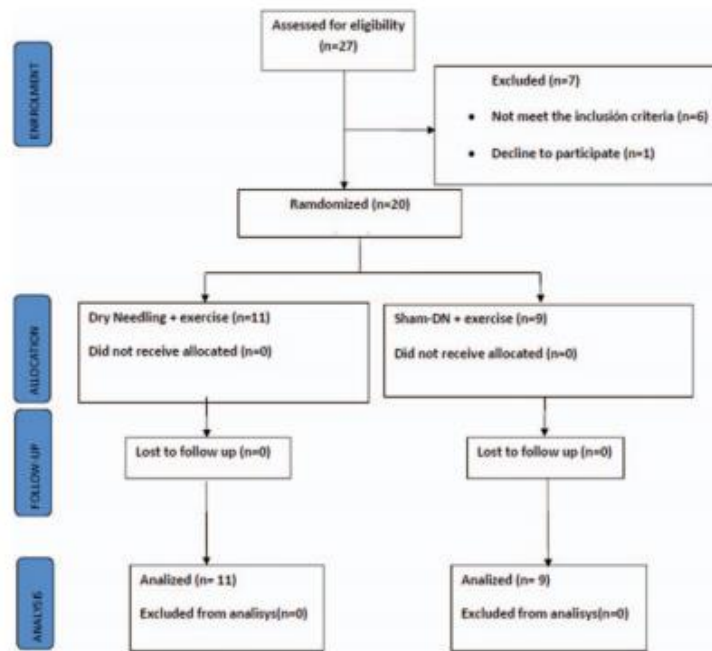 Assessed for eligibility
(n=27)
ENRROLMENT
Excluded (n=7)
• Not meet the inclusión criteria (n=6)
• Decline to participate (n=1)
Ramdomized (n=20)
ALLOCATION
Dry Needling + exercise (n=11)
Did not receive allocated (n=0)
Sham-DN + exercise (n=9)
Did not receive allocated (n=0)
FOLLOW-UP
Lost to follow up (n=0)
Lost to follow up (n=0)
ANALYSIS
Analized (n= 11)
Excluded from analisys(n=0)
Analized (n= 9)
Excluded from analisys(n=0)